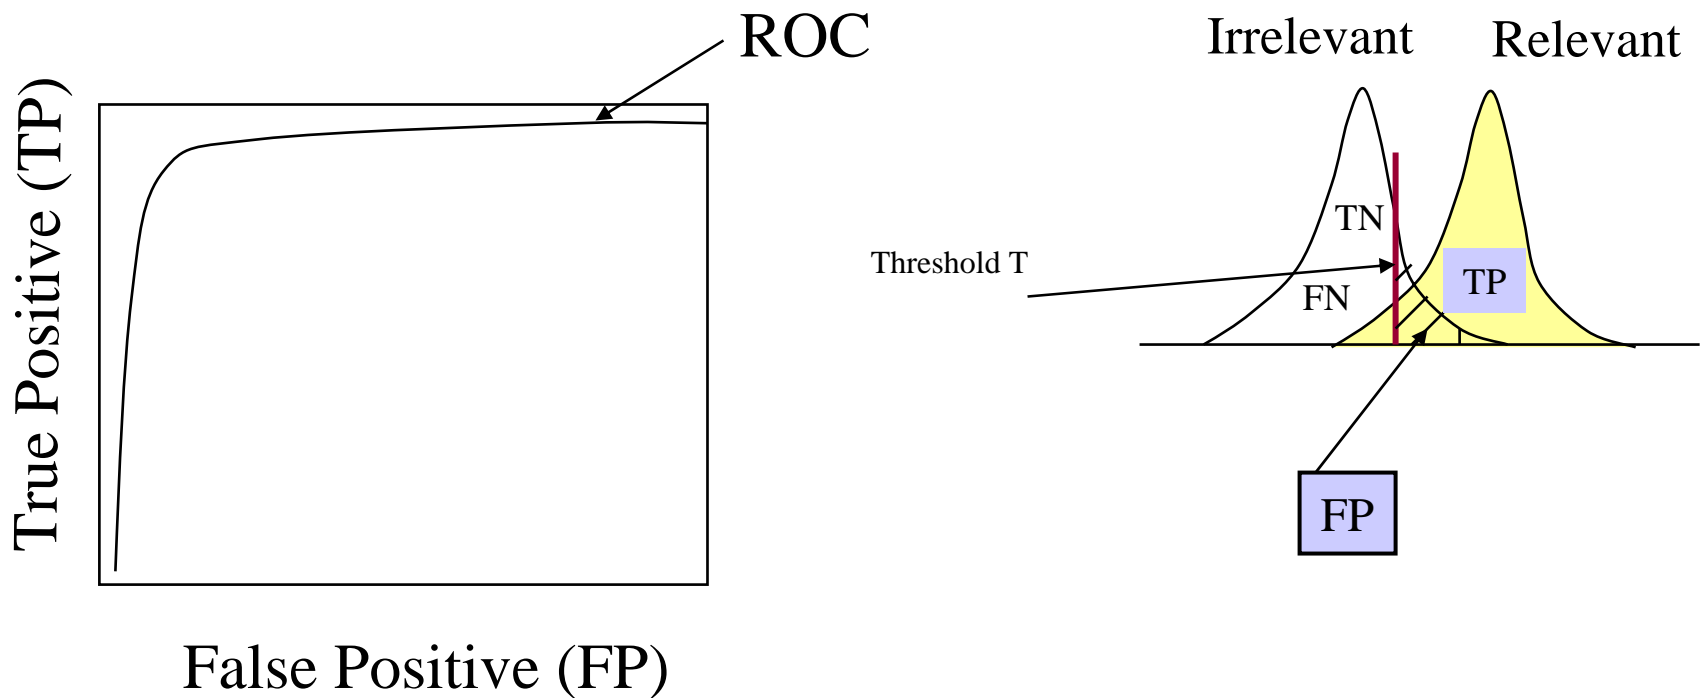 ROC
True Positive (TP)
False Positive (FP)
Irrelevant
Relevant
TN
Threshold T
FN
TP
FP